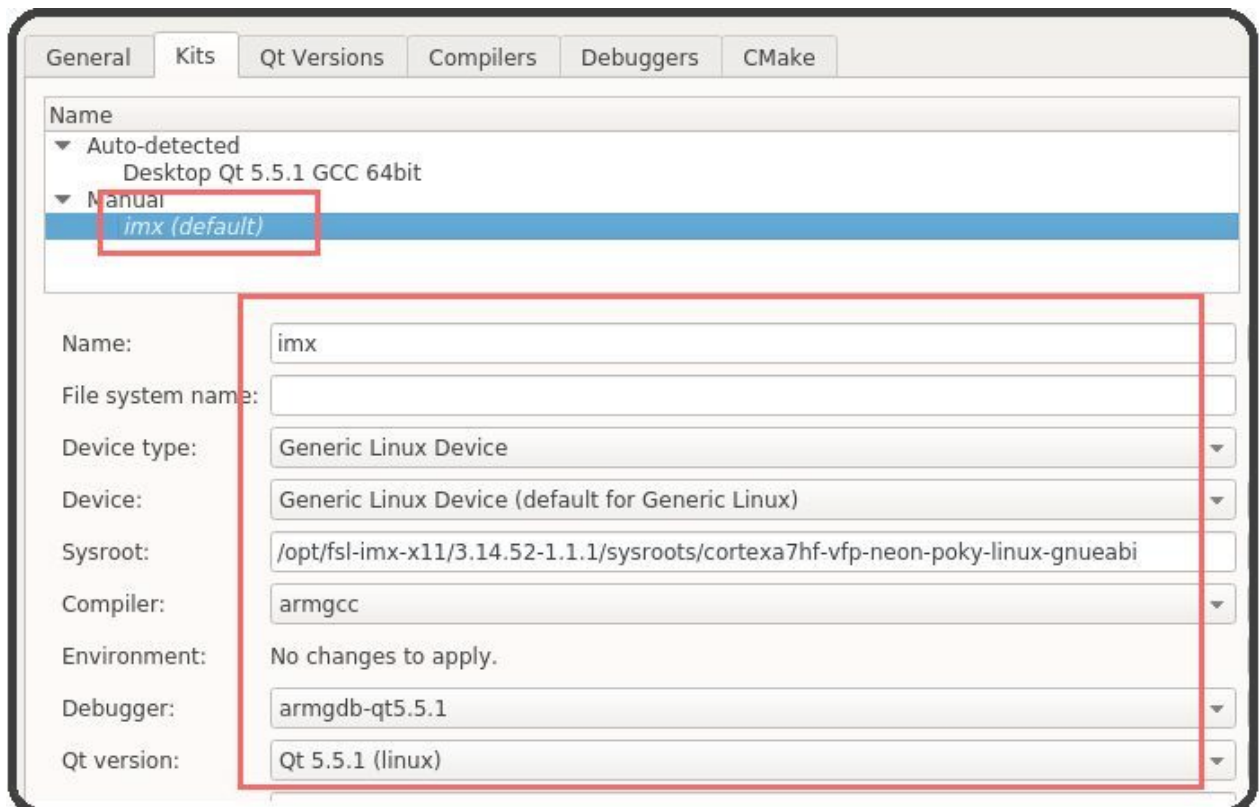 General Kits Qt Versions Compilers Debuggers CMake
Name
Auto-detected
Desktop Qt 5.5.1 GCC 64bit
Manual
imx (default)
Name: imx
File system name:
Device type: Generic Linux Device
Device: Generic Linux Device (default for Generic Linux)
Sysroot: /opt/fsl-imx-x11/3.14.52-1.1.1/sysroots/cortexa7hf-vfp-neon-poky-linux-gnueabi
Compiler: armgcc
Environment: No changes to apply.
Debugger: armgdb-qt5.5.1
Qt version: Qt 5.5.1 (linux)